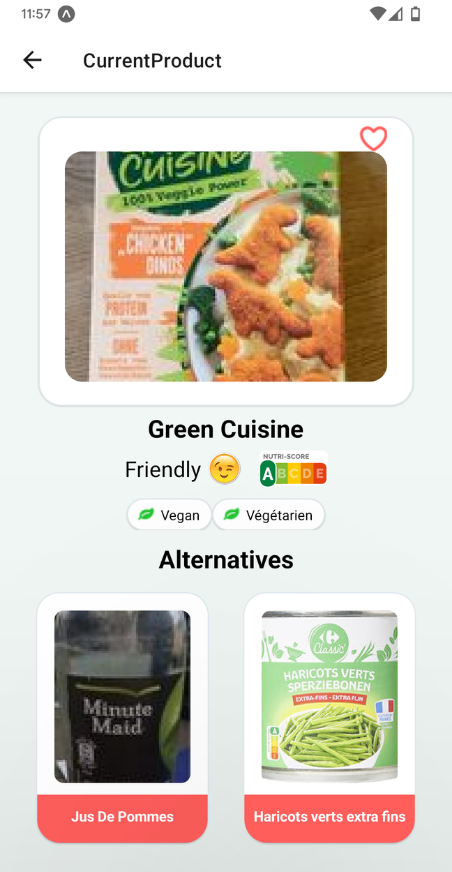 11:57
CurrentProduct
CUISINE
100% Veggie Power
„CHICKEN"
DINOS
PROTEIN
OHNE
Green Cuisine
Friendly
NUTRI-SCORE
A B C D E
Vegan
Végétarien
Alternatives
Minute
Maid
Classic
HARICOTS VERTS
SPERZIEBONEN
EXTRA-FINS • EXTRA FIJN
Jus De Pommes
Haricots verts extra fins